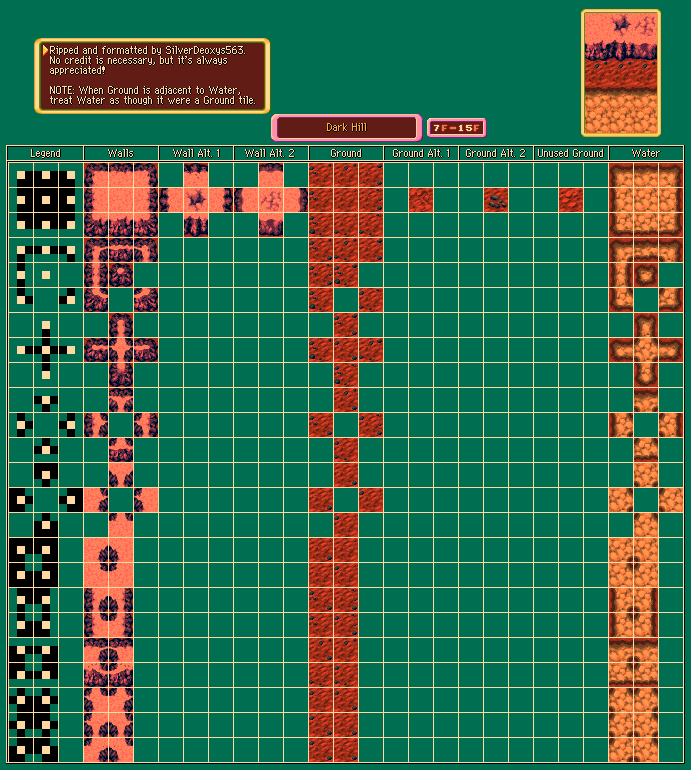 Ripped and formatted by SilverDeoxys563.
No credit is necessary, but it's always
appreciated!
NOTE: When Ground is adjacent to Water,
treat Water as though it were a Ground tile.
Dark Hill
7F-15F
Legend
Walls
Wall Alt. 1
Wall Alt. 2
Ground
Ground Alt. 1
Ground Alt. 2
Unused Ground
Water